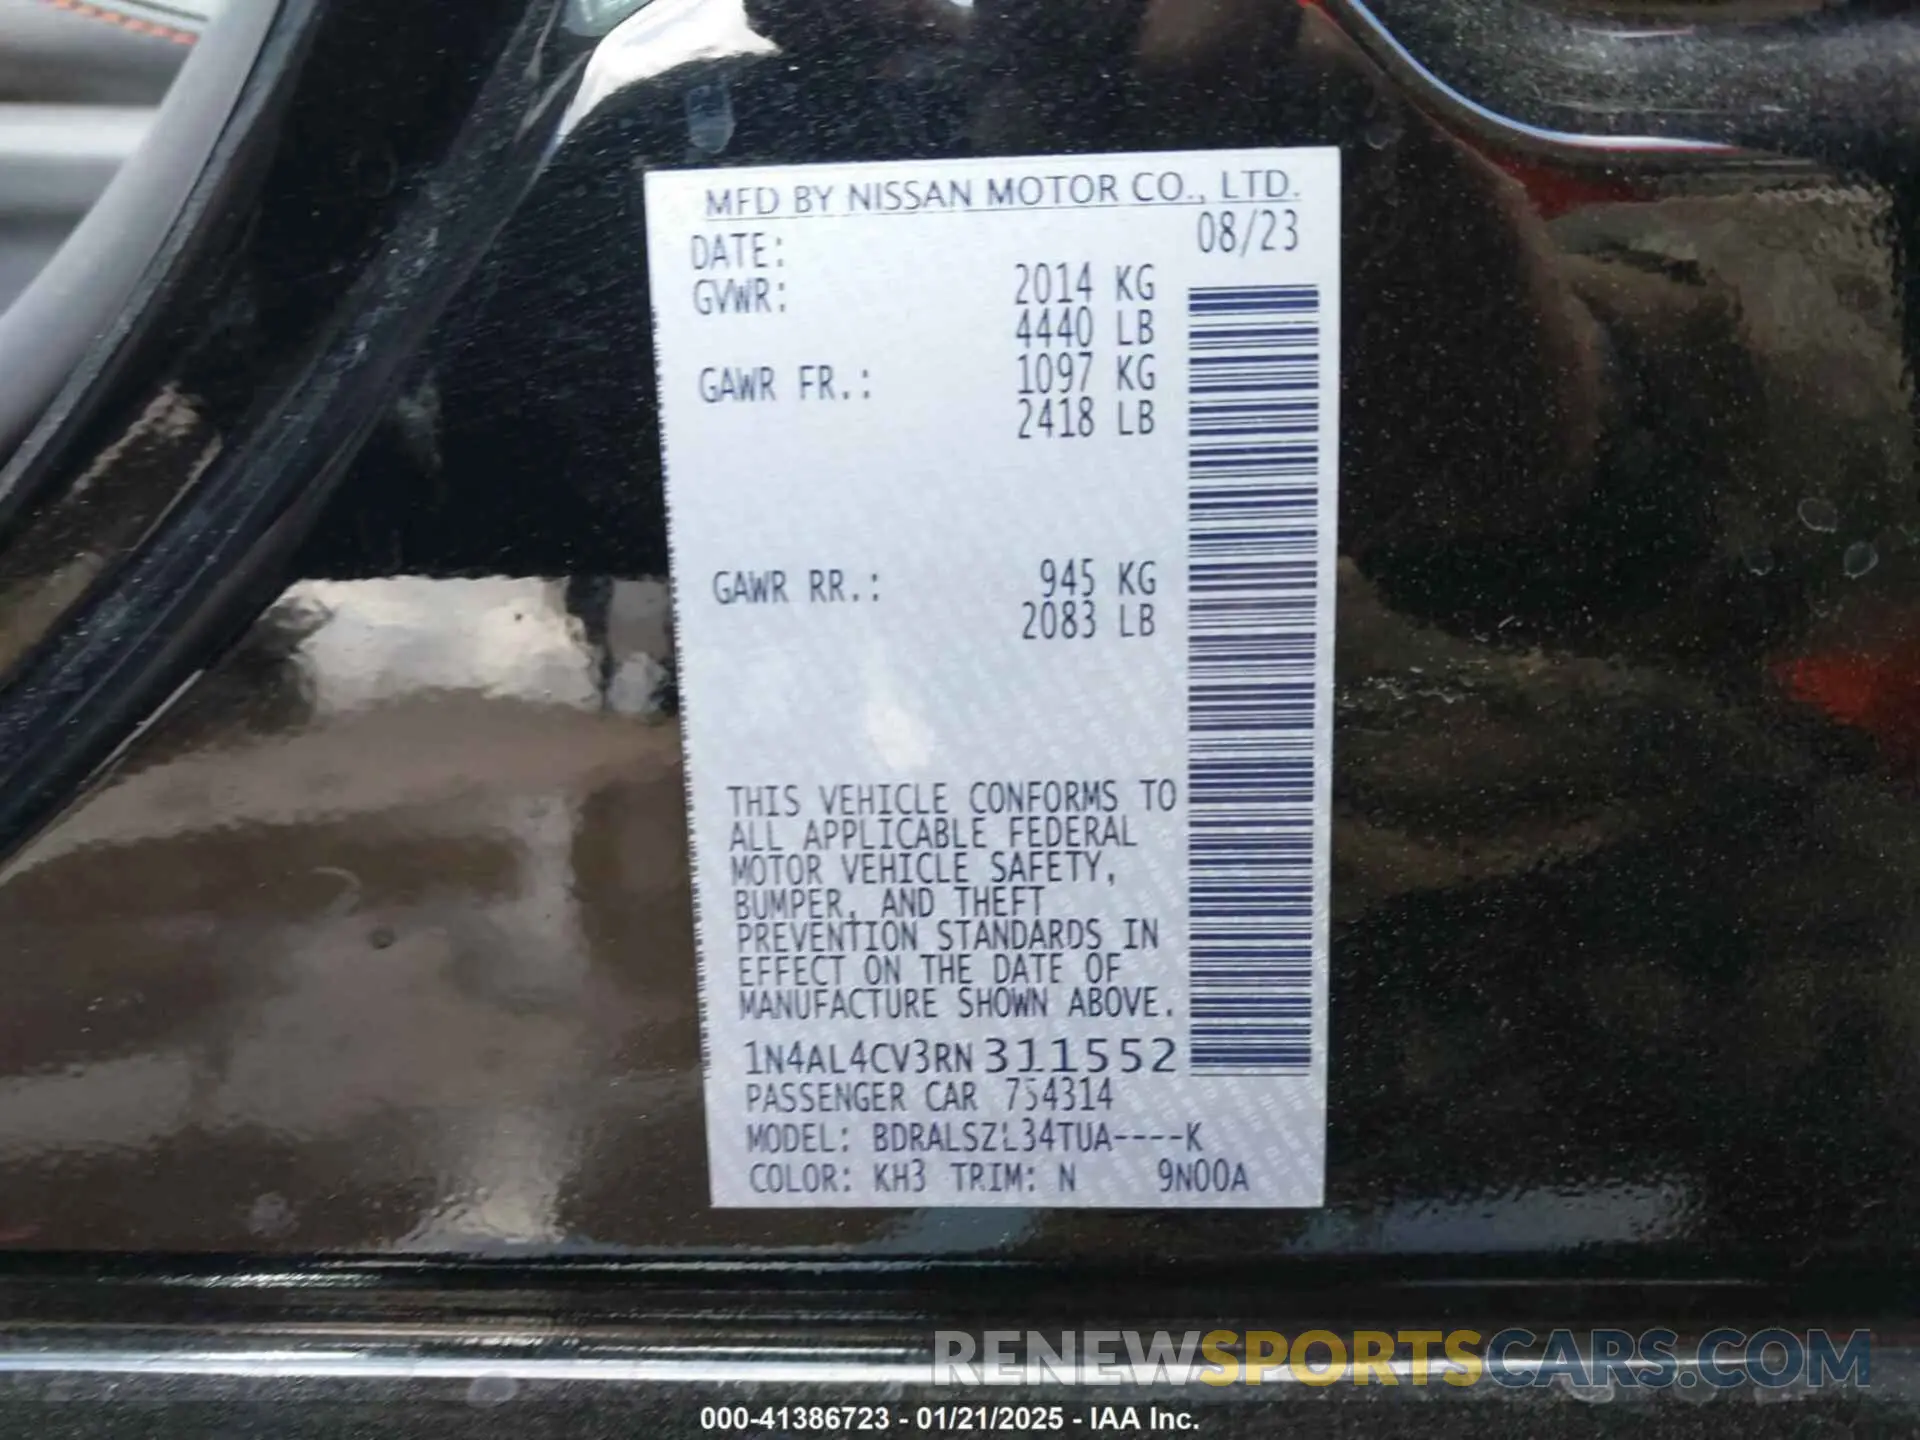 MFD BY NISSAN MOTOR CO., LTD.
DATE: 08/23
GVWR: 2014 KG
4440 LB
GAWR FR.: 1097 KG
2418 LB
GAWR RR.: 945 KG
2083 LB
THIS VEHICLE CONFORMS TO
ALL APPLICABLE FEDERAL
MOTOR VEHICLE SAFETY,
BUMPER, AND THEFT
PREVENTION STANDARDS IN
EFFECT ON THE DATE OF
MANUFACTURE SHOWN ABOVE.
1N4AL4CV3RN311552
PASSENGER CAR 754314
MODEL: BDRALSZL34TUA----K
COLOR: KH3 TRIM: N 9N00A
RENEWSPORTSCARS.COM
000-41386723 - 01/21/2025 - IAA Inc.